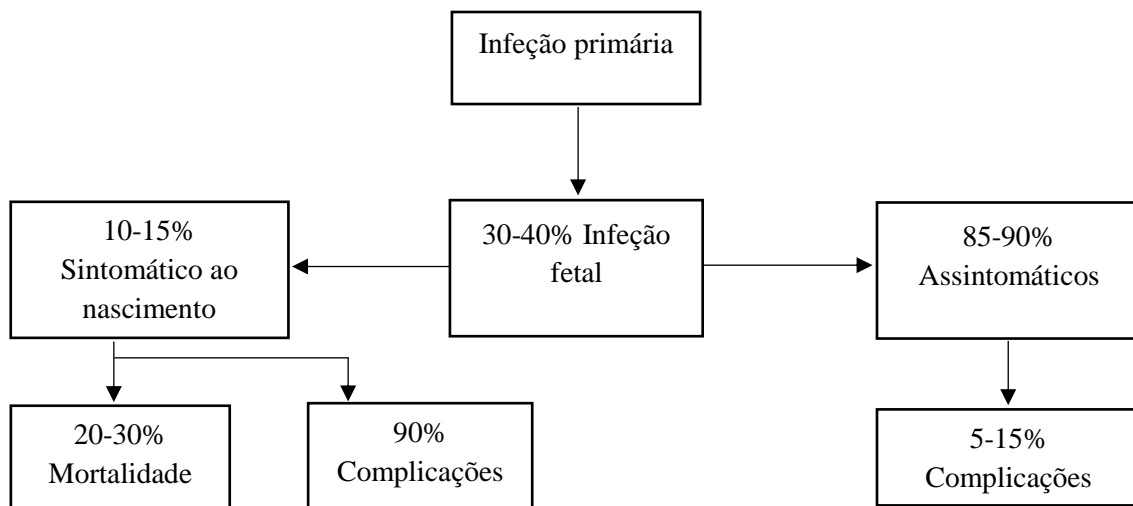 Infeção primária
30-40% Infeção
fetal
10-15%
Sintomático ao
nascimento
85-90%
Assintomáticos
20-30%
Mortalidade
90%
Complicações
5-15%
Complicações